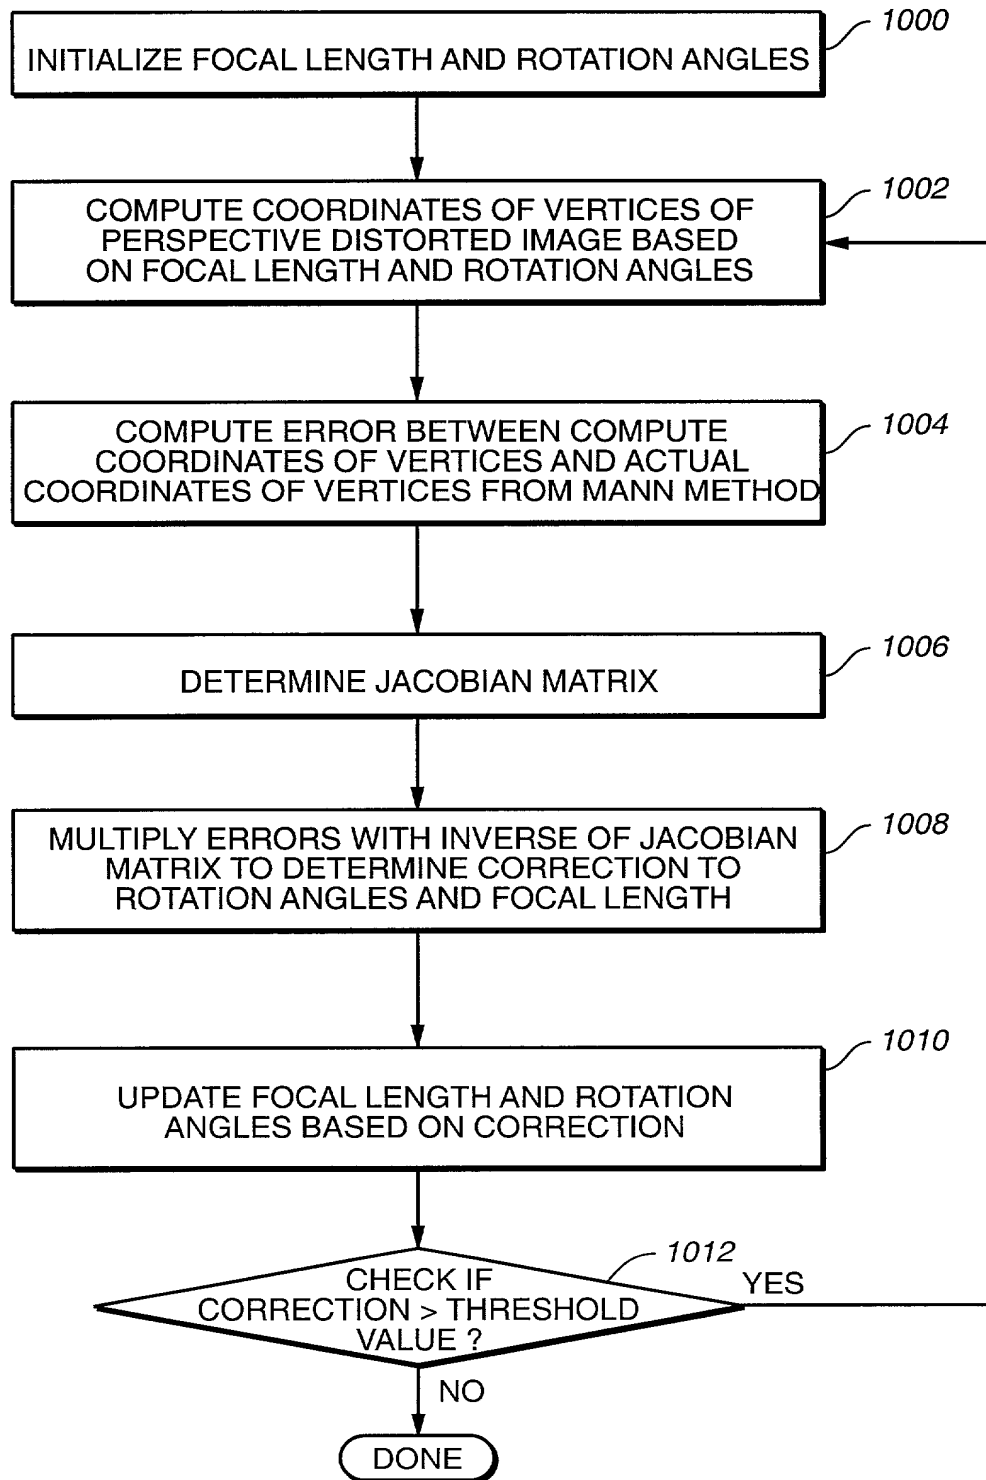 1000
INITIALIZE FOCAL LENGTH AND ROTATION ANGLES
1002
COMPUTE COORDINATES OF VERTICES OF
PERSPECTIVE DISTORTED IMAGE BASED
ON FOCAL LENGTH AND ROTATION ANGLES
1004
COMPUTE ERROR BETWEEN COMPUTE
COORDINATES OF VERTICES AND ACTUAL
COORDINATES OF VERTICES FROM MANN METHOD
1006
DETERMINE JACOBIAN MATRIX
1008
MULTIPLY ERRORS WITH INVERSE OF JACOBIAN
MATRIX TO DETERMINE CORRECTION TO
ROTATION ANGLES AND FOCAL LENGTH
1010
UPDATE FOCAL LENGTH AND ROTATION
ANGLES BASED ON CORRECTION
1012
CHECK IF
CORRECTION > THRESHOLD
VALUE ?
YES
NO
DONE